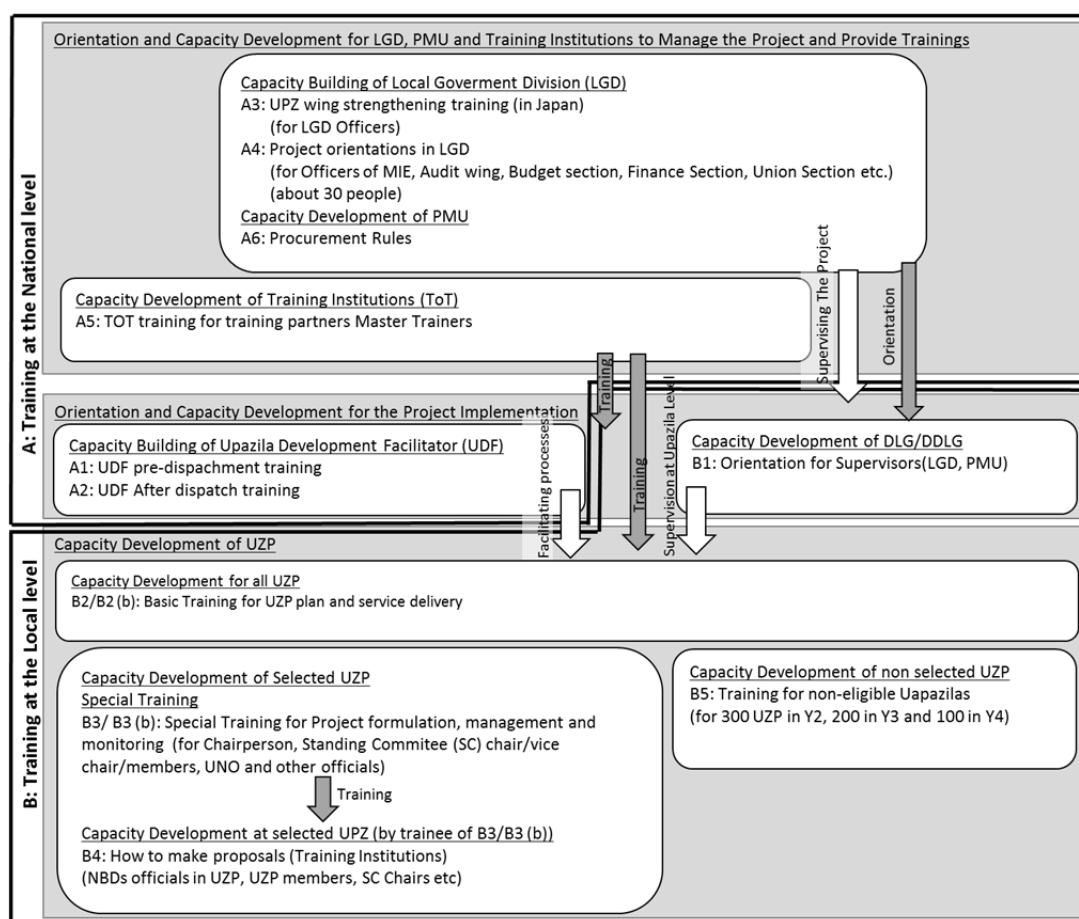 A: Training at the National level
Orientation and Capacity Development for LGD, PMU and Training Institutions to Manage the Project and Provide Trainings
Capacity Building of Local Goverment Division (LGD)
A3: UPZ wing strengthening training (in Japan)
(for LGD Officers)
A4: Project orientations in LGD
(for Officers of MIE, Audit wing, Budget section, Finance Section, Union Section etc.)
(about 30 people)
Capacity Development of PMU
A6: Procurement Rules
Capacity Development of Training Institutions (ToT)
A5: TOT training for training partners Master Trainers
Supervising The Project
Orientation
Training
Training
Orientation and Capacity Development for the Project Implementation
Capacity Building of Upazila Development Facilitator (UDF)
A1: UDF pre-dispachment training
A2: UDF After dispatch training
Facilitating processes
Supervision at Upazila Level
Capacity Development of DLG/DDLG
B1: Orientation for Supervisors(LGD, PMU)
B: Training at the Local level
Capacity Development of UZP
Capacity Development for all UZP
B2/B2 (b): Basic Training for UZP plan and service delivery
Capacity Development of Selected UZP
Special Training
B3/ B3 (b): Special Training for Project formulation, management and
monitoring (for Chairperson, Standing Commitee (SC) chair/vice
chair/members, UNO and other officials)
Training
Capacity Development at selected UPZ (by trainee of B3/B3 (b))
B4: How to make proposals (Training Institutions)
(NBDs officials in UZP, UZP members, SC Chairs etc)
Capacity Development of non selected UZP
B5: Training for non-eligible Uapazilas
(for 300 UZP in Y2, 200 in Y3 and 100 in Y4)